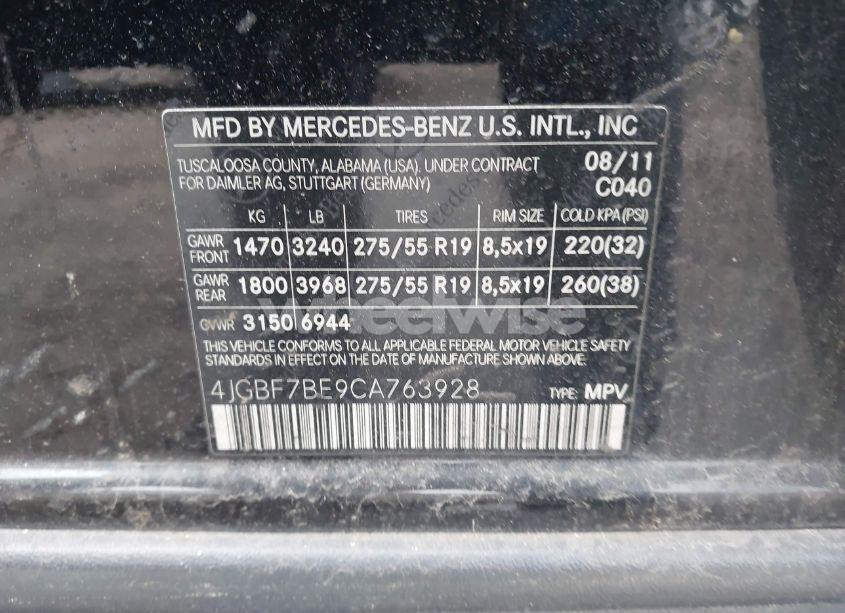 MFD BY MERCEDES-BENZ U.S. INTL., INC
TUSCALOOSA COUNTY, ALABAMA (USA). UNDER CONTRACT 08/11
FOR DAIMLER AG, STUTTGART (GERMANY) C040
KG LB TIRES RIM SIZE COLD KPA (PSI)
GAWR FRONT 1470 3240 275/55 R19 8,5x19 220(32)
GAWR REAR 1800 3968 275/55 R19 8,5x19 260(38)
wheelwise
GVWR 3150 6944
THIS VEHICLE CONFORMS TO ALL APPLICABLE FEDERAL MOTOR VEHICLE SAFETY
STANDARDS IN EFFECT ON THE DATE OF MANUFACTURE SHOWN ABOVE.
4JGBF7BE9CA763928 TYPE: MPV